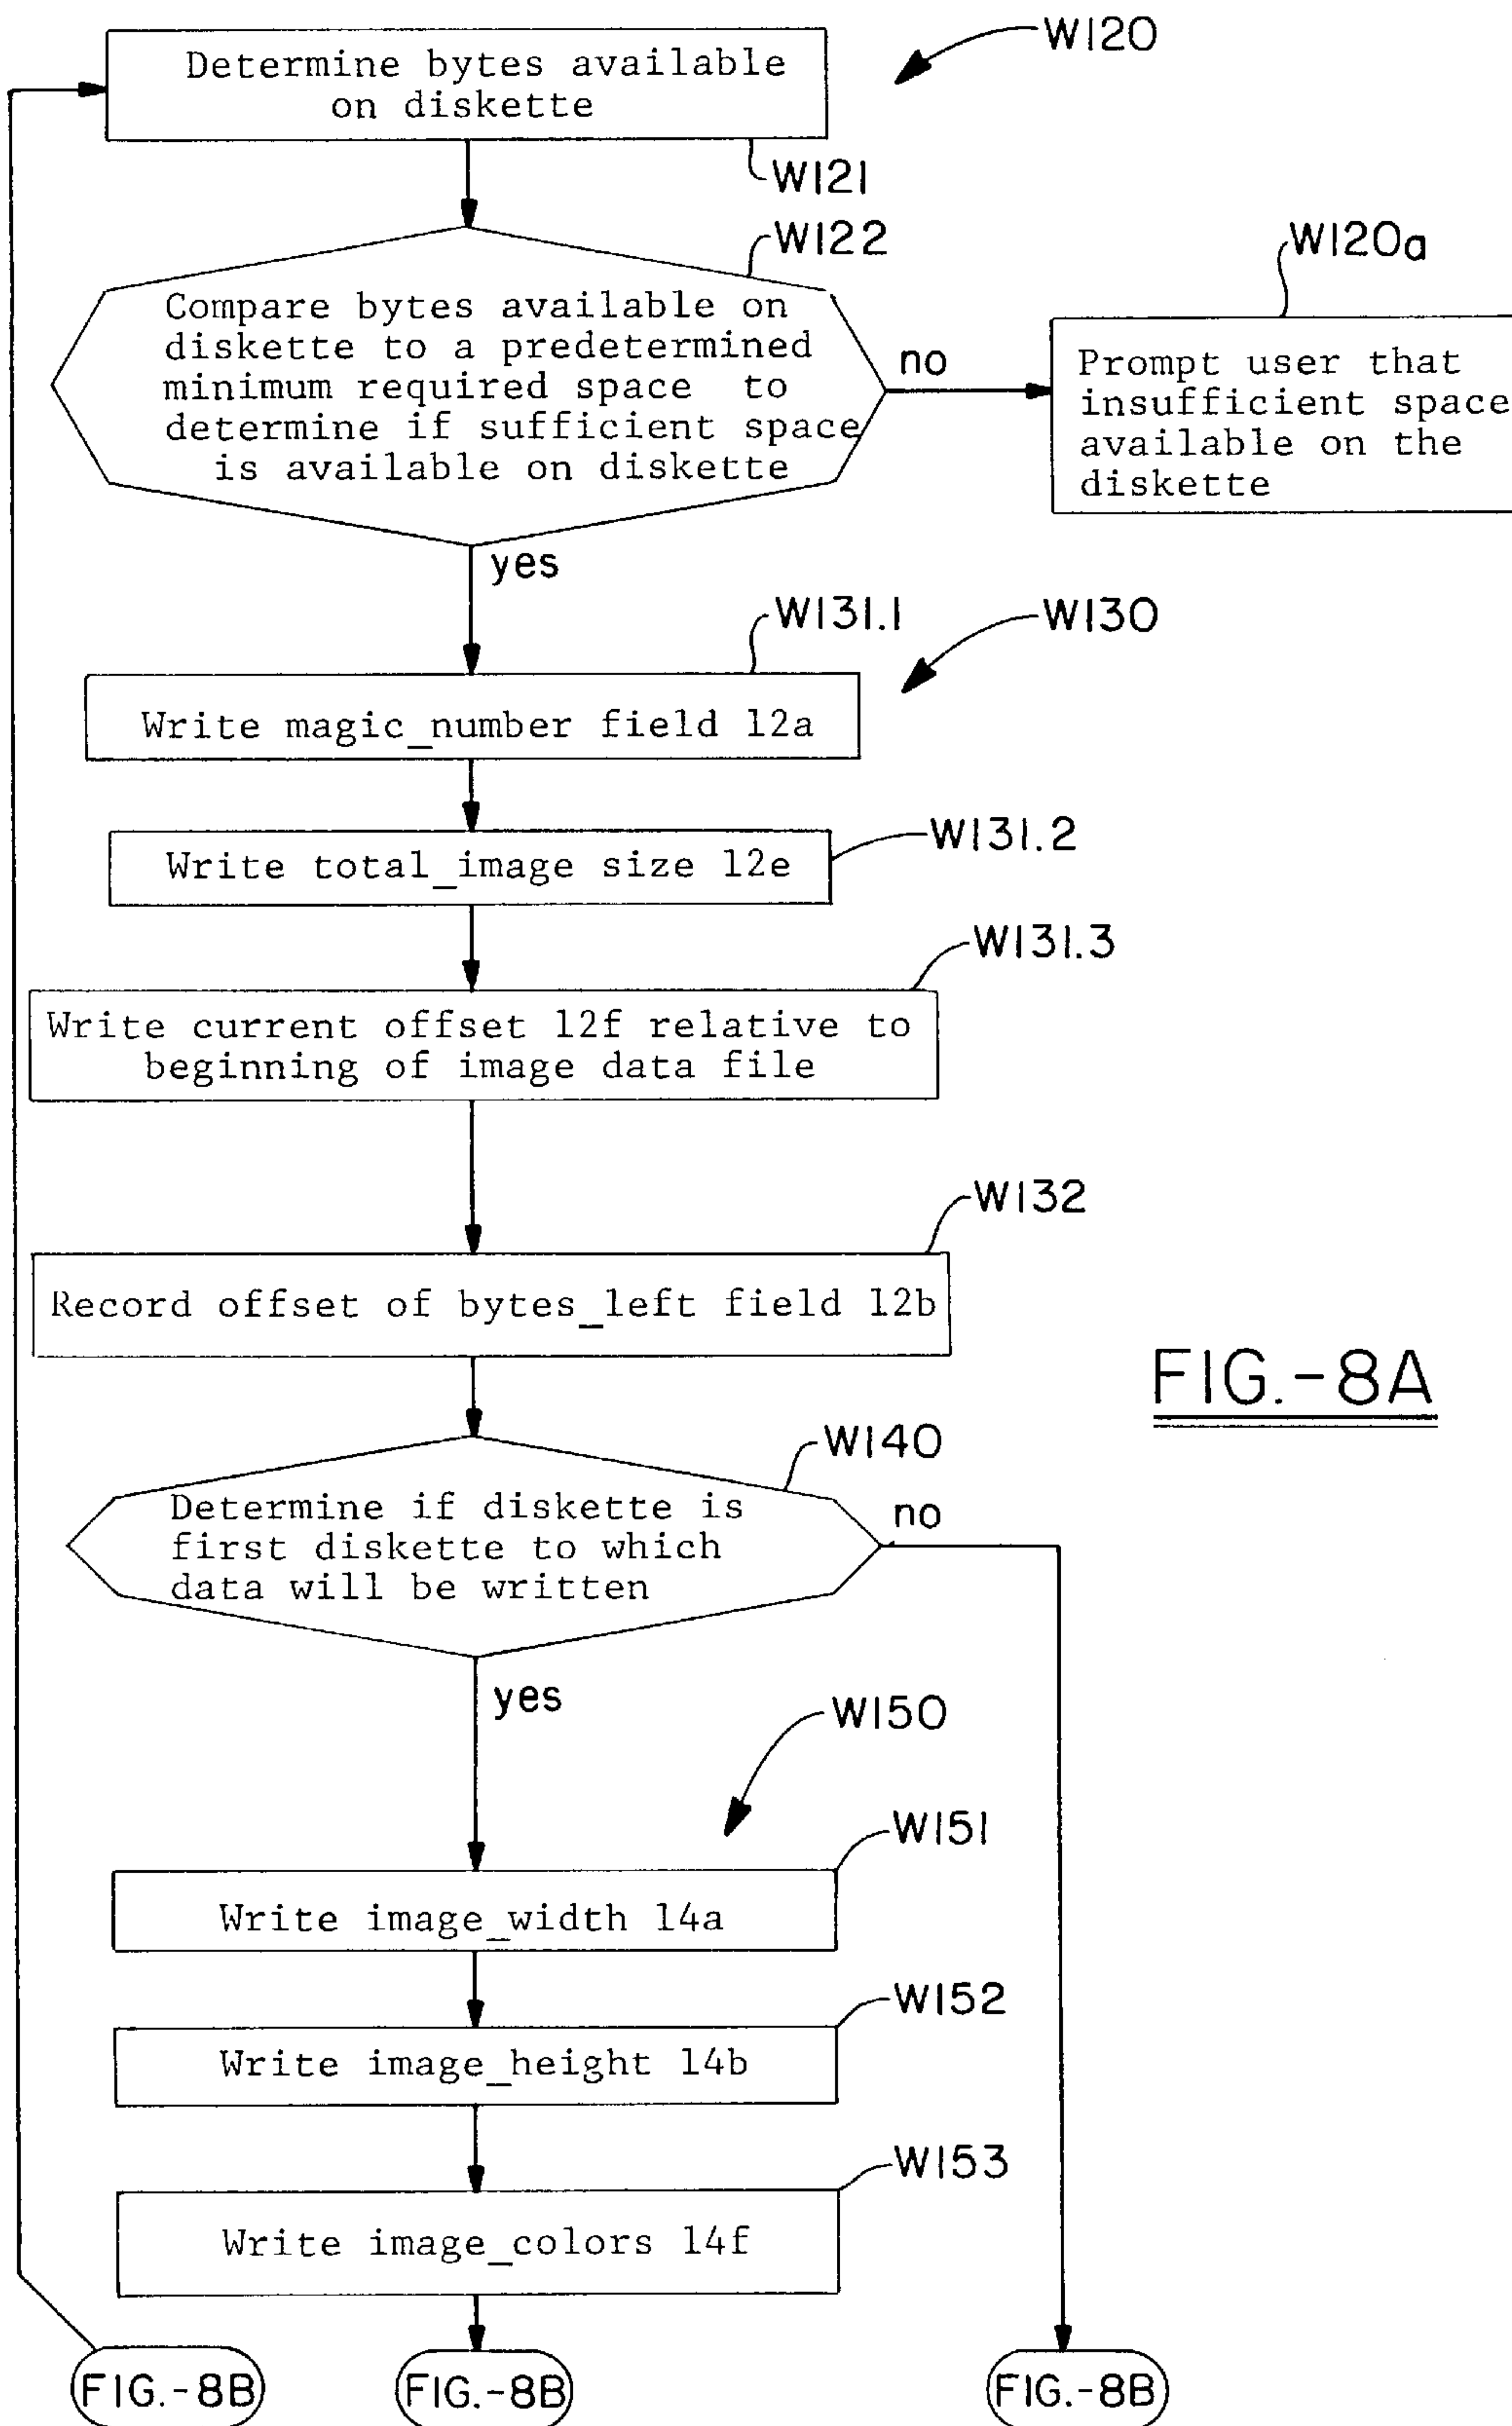 W120
Determine bytes available
on diskette
W121
W122
W120a
Compare bytes available on
diskette to a predetermined
minimum required space to
determine if sufficient space
is available on diskette
no
Prompt user that
insufficient space
available on the
diskette
yes
W131.1
W130
Write magic_number field 12a
W131.2
Write total_image size 12e
W131.3
Write current offset 12f relative to
beginning of image data file
W132
Record offset of bytes_left field 12b
FIG.-8A
W140
Determine if diskette is
first diskette to which
data will be written
no
yes
W150
W151
Write image_width 14a
W152
Write image_height 14b
W153
Write image_colors 14f
FIG.-8B
FIG.-8B
FIG.-8B